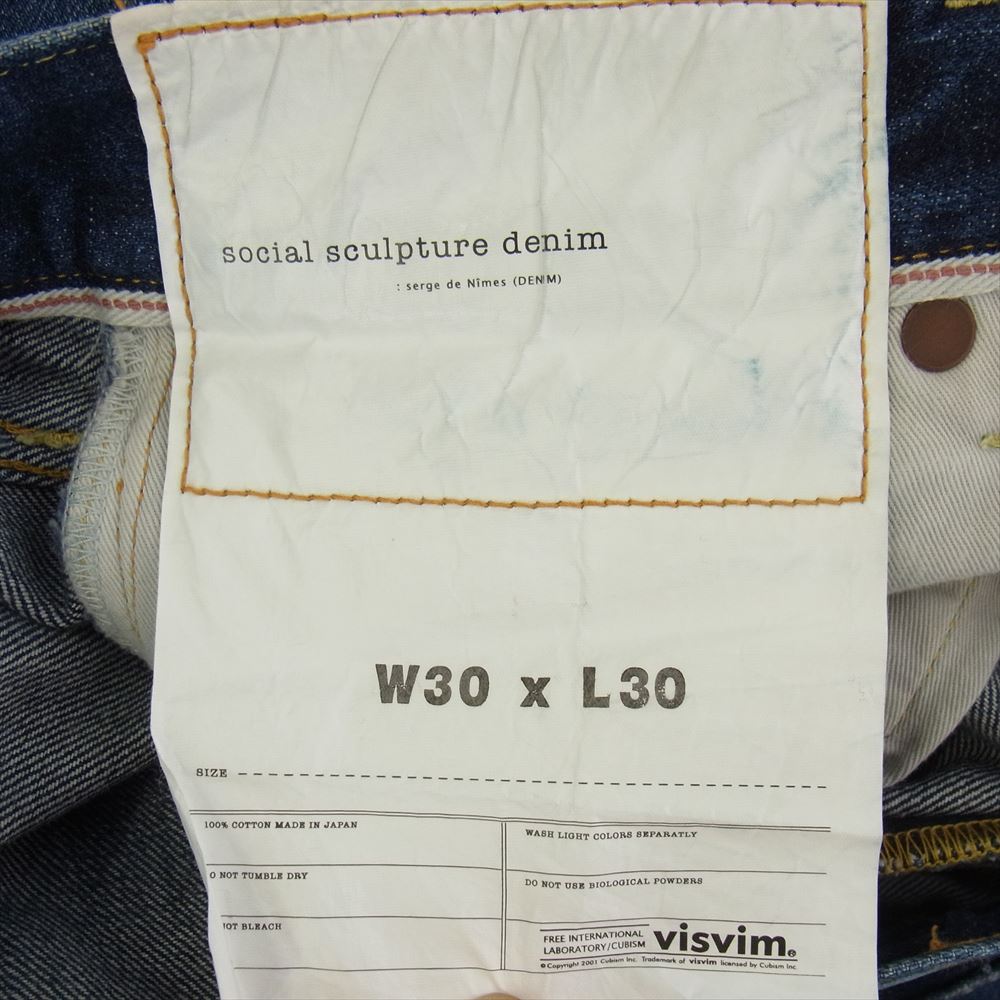 social sculpture denim
: serge de Nîmes (DENIM)
W30 x L30
SIZE
100% COTTON MADE IN JAPAN
O NOT TUMBLE DRY
OT BLEACH
WASH LIGHT COLORS SEPARATLY
DO NOT USE BIOLOGICAL POWDERS
FREE INTERNATIONAL
LABORATORY/CUBISM
visvim®
© Copyright 2001 Cubism Inc. Trademark of visvim licensed by Cubism Inc